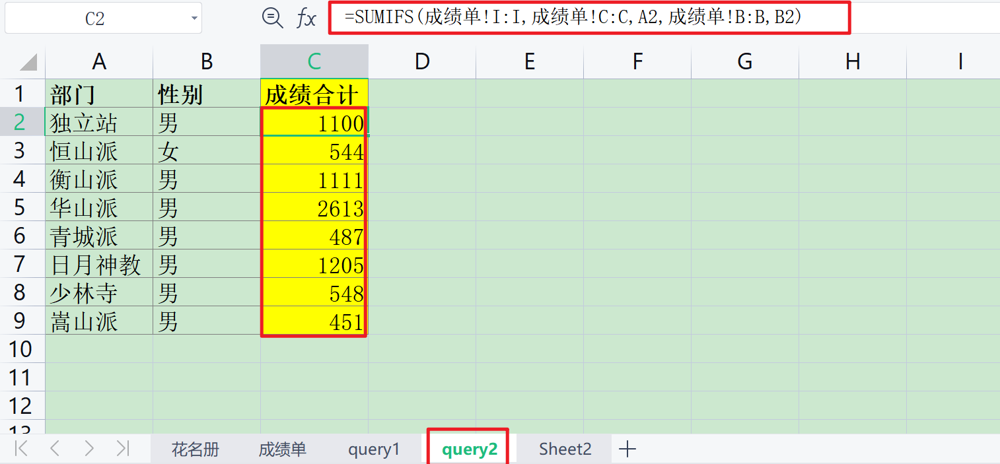 C2 fx =SUMIFS(成绩单!I:I,成绩单!C:C,A2,成绩单!B:B,B2)
A B C D E F G H I
1 部门 性别 成绩合计
2 独立站 男 1100
3 恒山派 女 544
4 衡山派 男 1111
5 华山派 男 2613
6 青城派 男 487
7 日月神教 男 1205
8 少林寺 男 548
9 嵩山派 男 451
10
11
12
13
花名册 成绩单 query1 query2 Sheet2